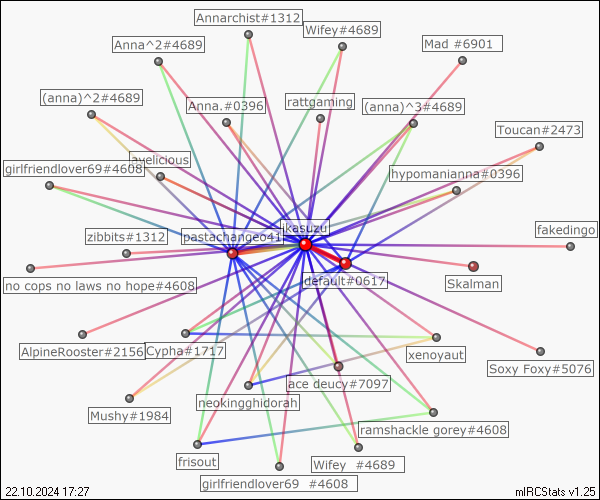 Annarchist#1312
Wifey#4689
Anna^2#4689
Mad #6901
(anna)^2#4689
Anna.#0396
rattgaming
(anna)^3#4689
Toucan#2473
avelicious
girlfriendlover69#4608
hypomanianna#0396
jkasuzu
zibbits#1312
pastachangeo41
fakedingo
no cops no laws no hope#4608
default#0617
Skalman
AlpineRooster#2156
Cypha#1717
xenoyaut
Soxy Foxy#5076
ace deucy#7097
Mushy#1984
neokingghidorah
ramshackle gorey#4608
frisout
Wifey #4689
girlfriendlover69 #4608
22.10.2024 17:27
mIRCStats v1.25